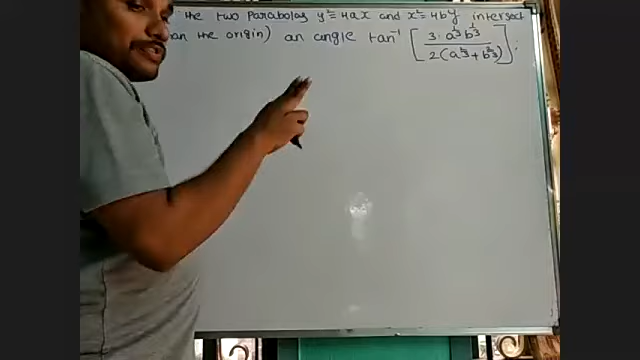 the two parabolas y² = 4ax and x² = 4by intersect
than the origin) an angle tan⁻¹ [ 3·a^{1/3}b^{1/3} / 2(a^{2/3}+b^{2/3}) ].